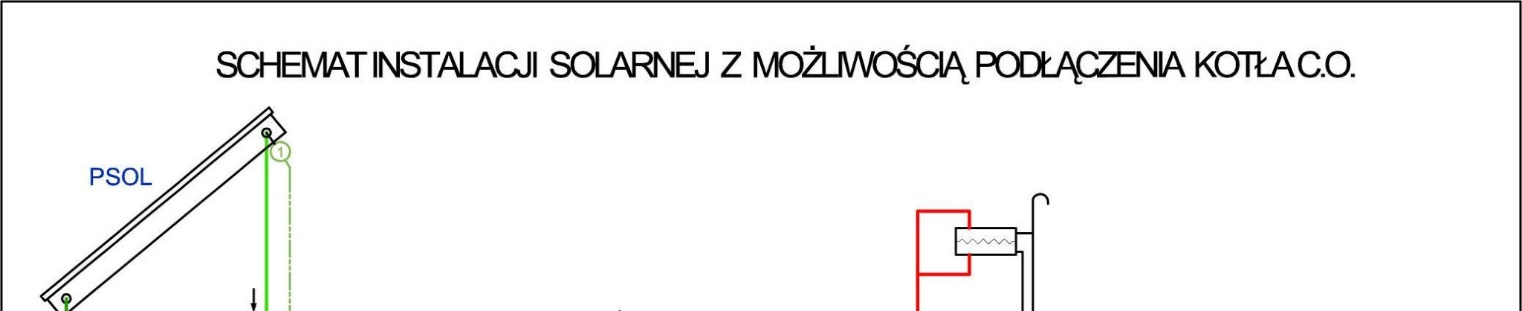 SCHEMAT INSTALACJI SOLARNEJ Z MOŻLIWOŚCIĄ PODŁĄCZENIA KOTŁA C.O.
PSOL
1